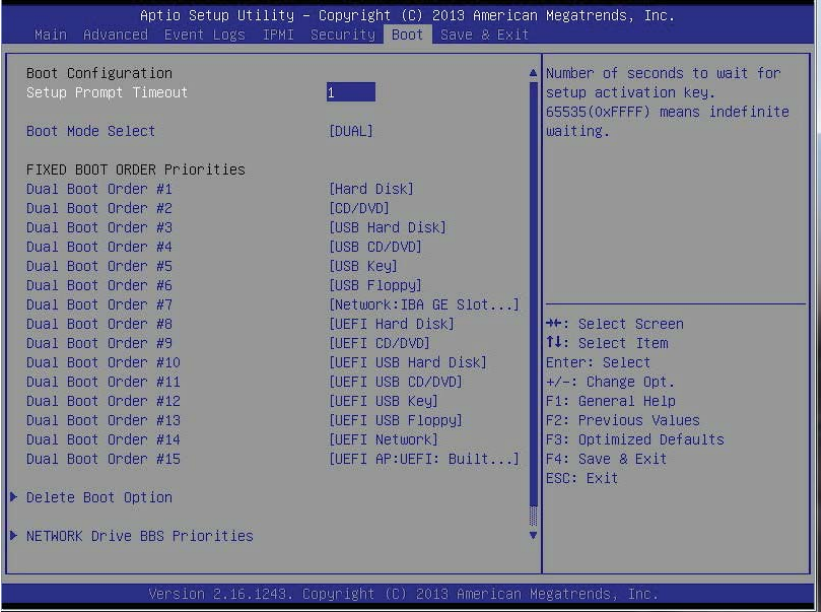 Aptio Setup Utility – Copyright (C) 2013 American Megatrends, Inc.
Main Advanced Event Logs IPMI Security Boot Save & Exit
Boot Configuration
Setup Prompt Timeout 1
Boot Mode Select [DUAL]
FIXED BOOT ORDER Priorities
Dual Boot Order #1 [Hard Disk]
Dual Boot Order #2 [CD/DVD]
Dual Boot Order #3 [USB Hard Disk]
Dual Boot Order #4 [USB CD/DVD]
Dual Boot Order #5 [USB Key]
Dual Boot Order #6 [USB Floppy]
Dual Boot Order #7 [Network:IBA GE Slot...]
Dual Boot Order #8 [UEFI Hard Disk]
Dual Boot Order #9 [UEFI CD/DVD]
Dual Boot Order #10 [UEFI USB Hard Disk]
Dual Boot Order #11 [UEFI USB CD/DVD]
Dual Boot Order #12 [UEFI USB Key]
Dual Boot Order #13 [UEFI USB Floppy]
Dual Boot Order #14 [UEFI Network]
Dual Boot Order #15 [UEFI AP:UEFI: Built...]
Delete Boot Option
NETWORK Drive BBS Priorities
Number of seconds to wait for
setup activation key.
65535(0xFFFF) means indefinite
waiting.
→←: Select Screen
↑↓: Select Item
Enter: Select
+/-: Change Opt.
F1: General Help
F2: Previous Values
F3: Optimized Defaults
F4: Save & Exit
ESC: Exit
Version 2.16.1243. Copyright (C) 2013 American Megatrends, Inc.